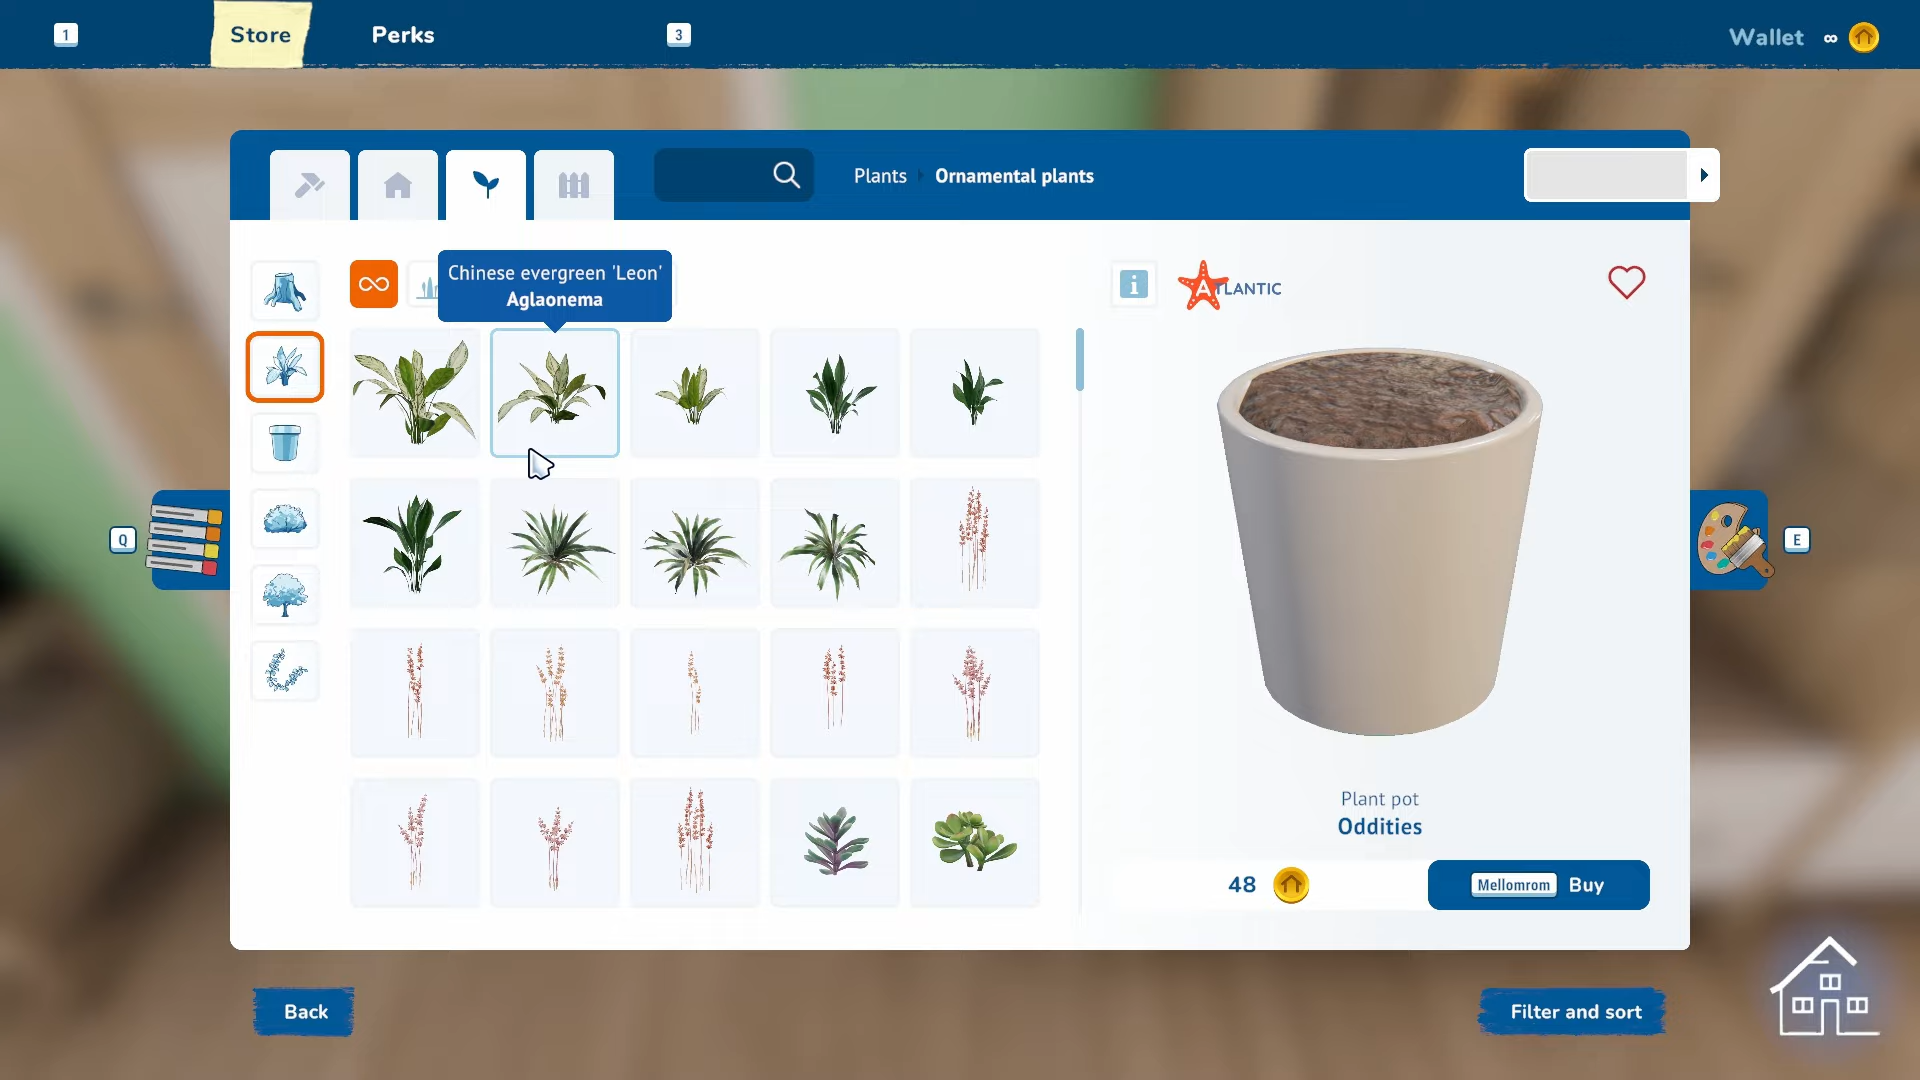 1
Store
Perks
3
Wallet ∞
Plants
Ornamental plants
Chinese evergreen 'Leon'
Aglaonema
i
ATLANTIC
Q
E
Plant pot
Oddities
48
Mellomrom
Buy
Back
Filter and sort